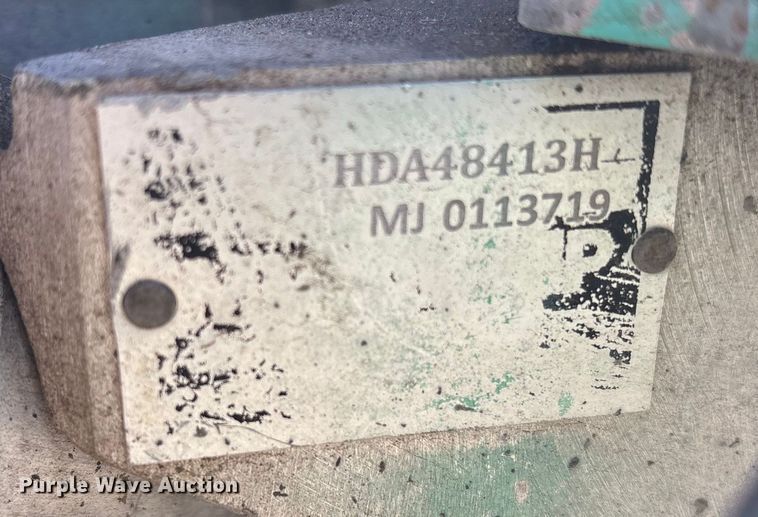 HDA48413H
MJ 0113719
Purple Wave Auction